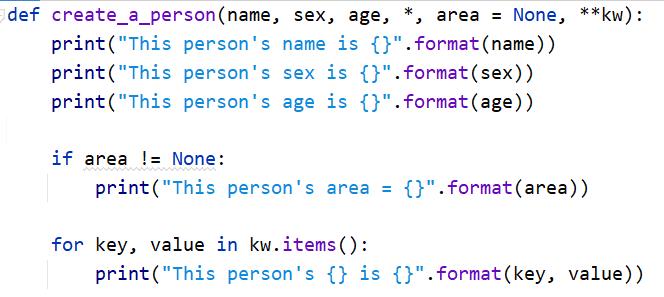 def create_a_person(name, sex, age, *, area = None, **kw):
    print("This person's name is {}".format(name))
    print("This person's sex is {}".format(sex))
    print("This person's age is {}".format(age))
    if area != None:
        print("This person's area = {}".format(area))
    for key, value in kw.items():
        print("This person's {} is {}".format(key, value))